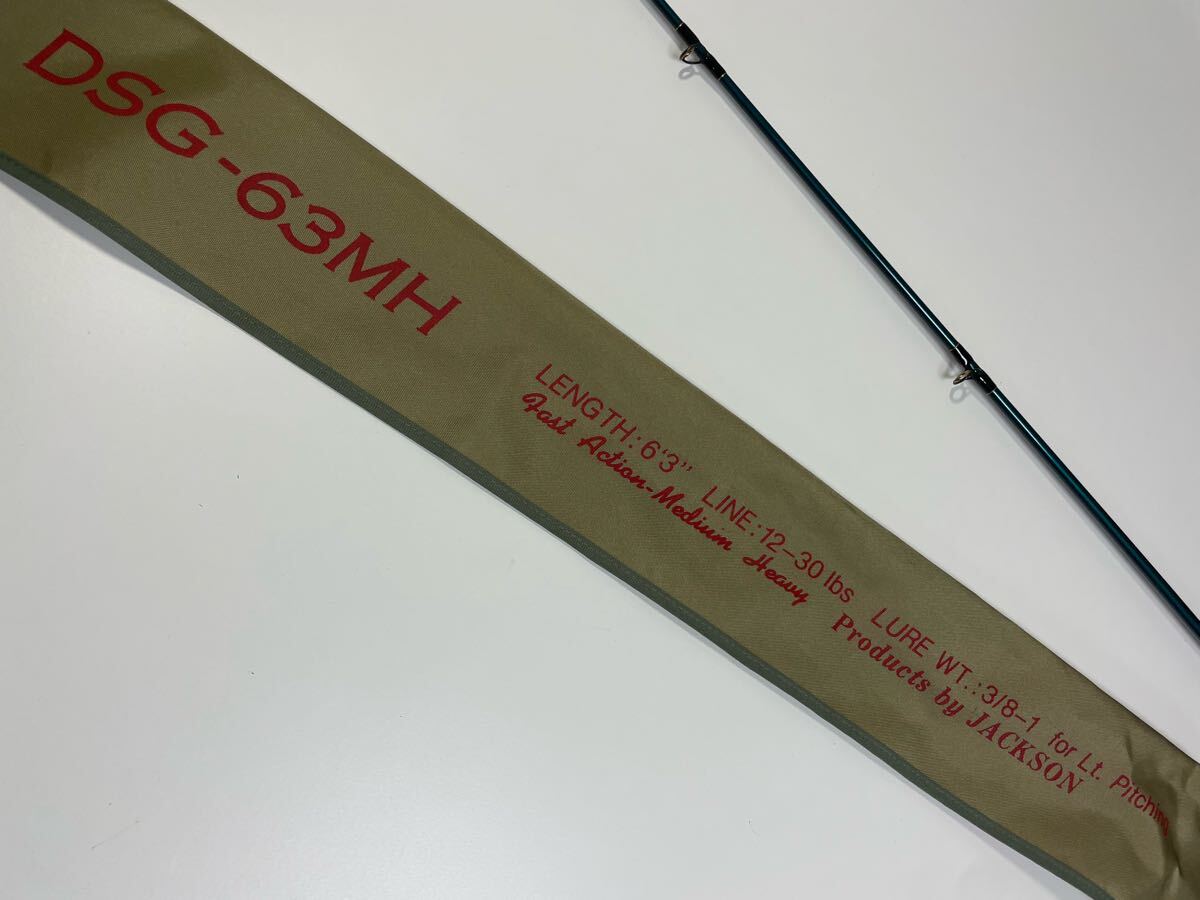 DSG-63MH
LENGTH:6'3" LINE:12-30 lbs LURE WT.:3/8-1 for Lt. Pitching
Fast Action-Medium Heavy Products by JACKSON